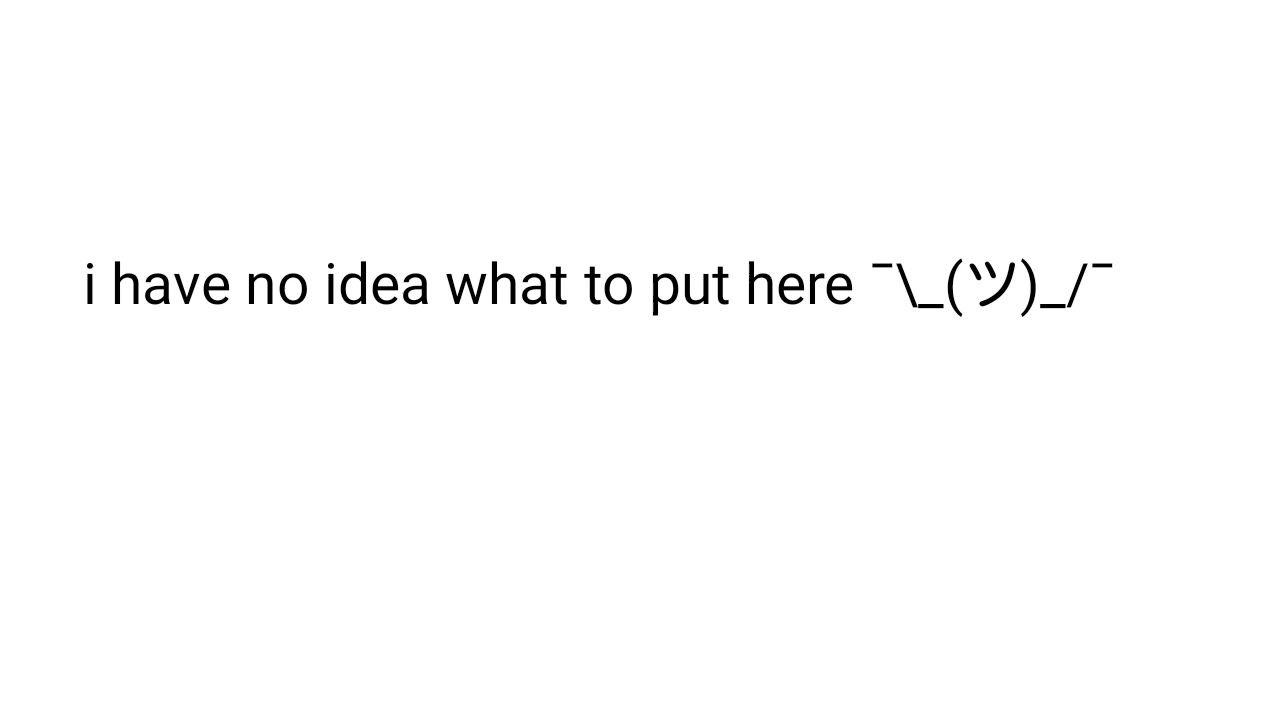 i have no idea what to put here ¯\_(ツ)_/¯